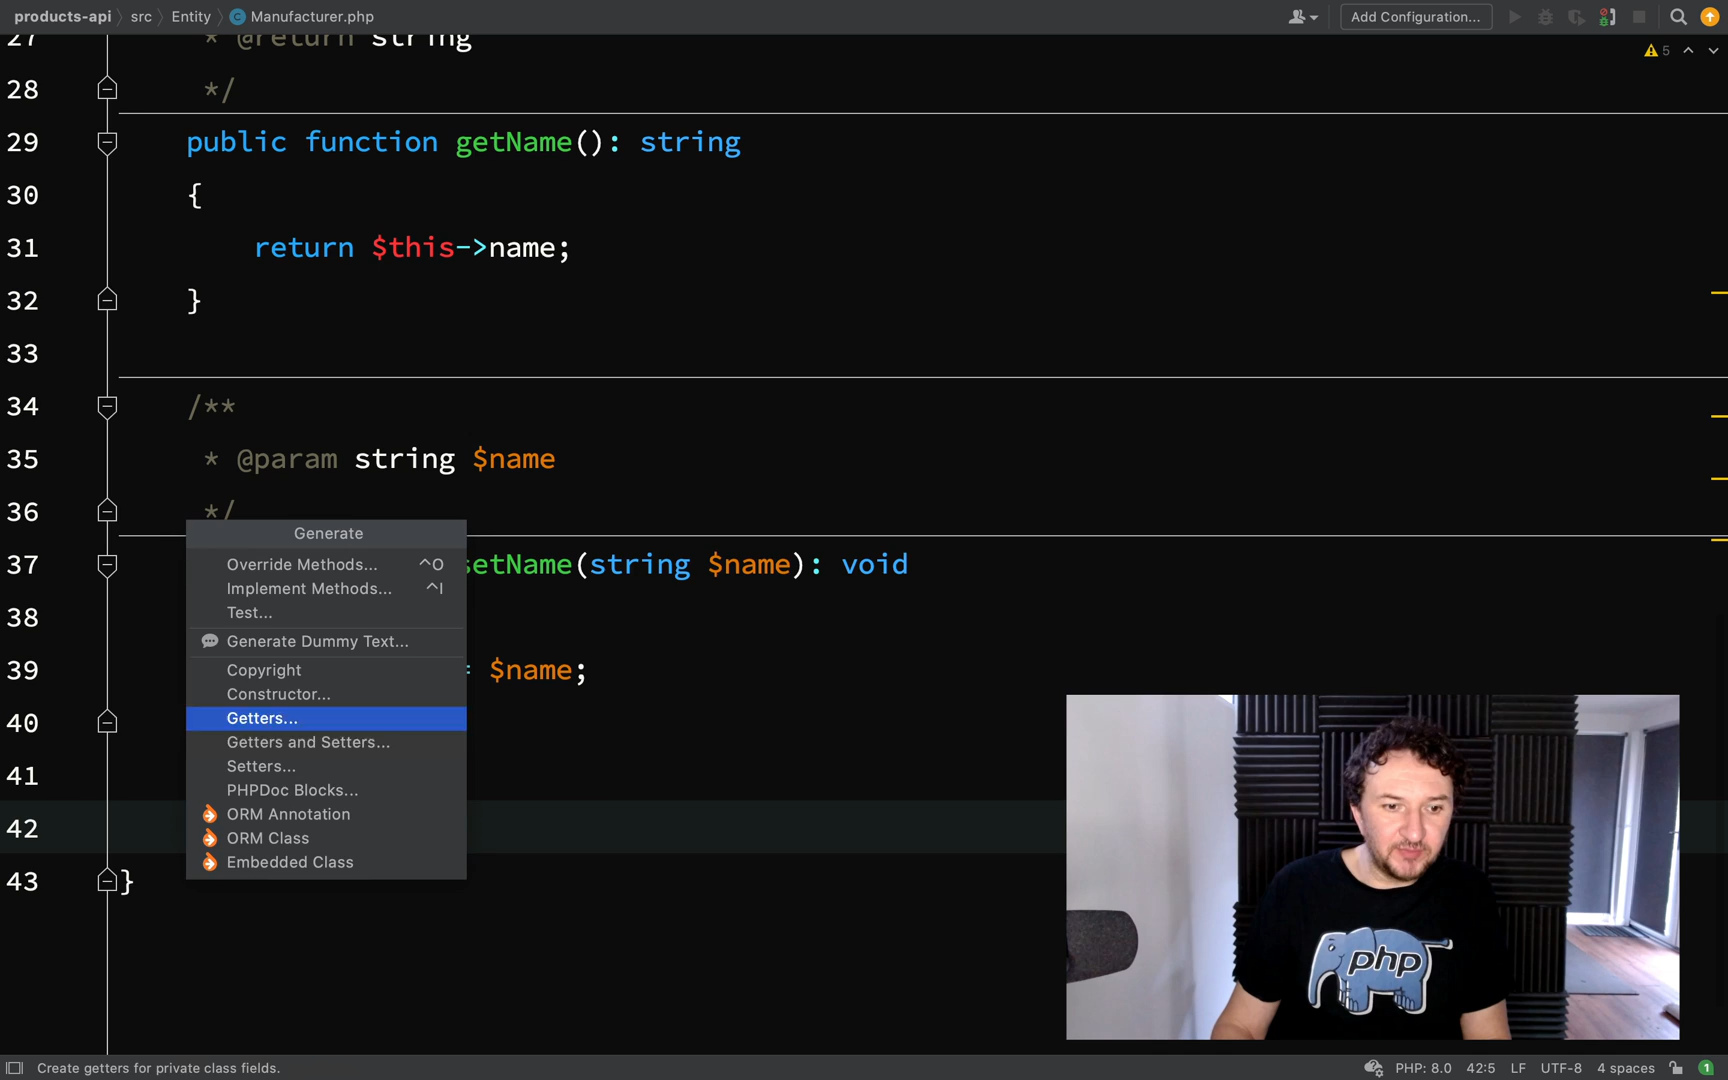 products-api src Entity Manufacturer.php Add Configuration...
27 * @return string
5
28 */
29 public function getName(): string
30 {
31 return $this->name;
32 }
33
34 /**
35 * @param string $name
36 */
Generate
37 setName(string $name): void
Override Methods... ^O
Implement Methods... ^I
38
Test...
Generate Dummy Text...
39 = $name;
Copyright
Constructor...
40
Getters...
Getters and Setters...
41
Setters...
PHPDoc Blocks...
42
ORM Annotation
ORM Class
Embedded Class
43 }
php
Create getters for private class fields. PHP: 8.0 42:5 LF UTF-8 4 spaces 1